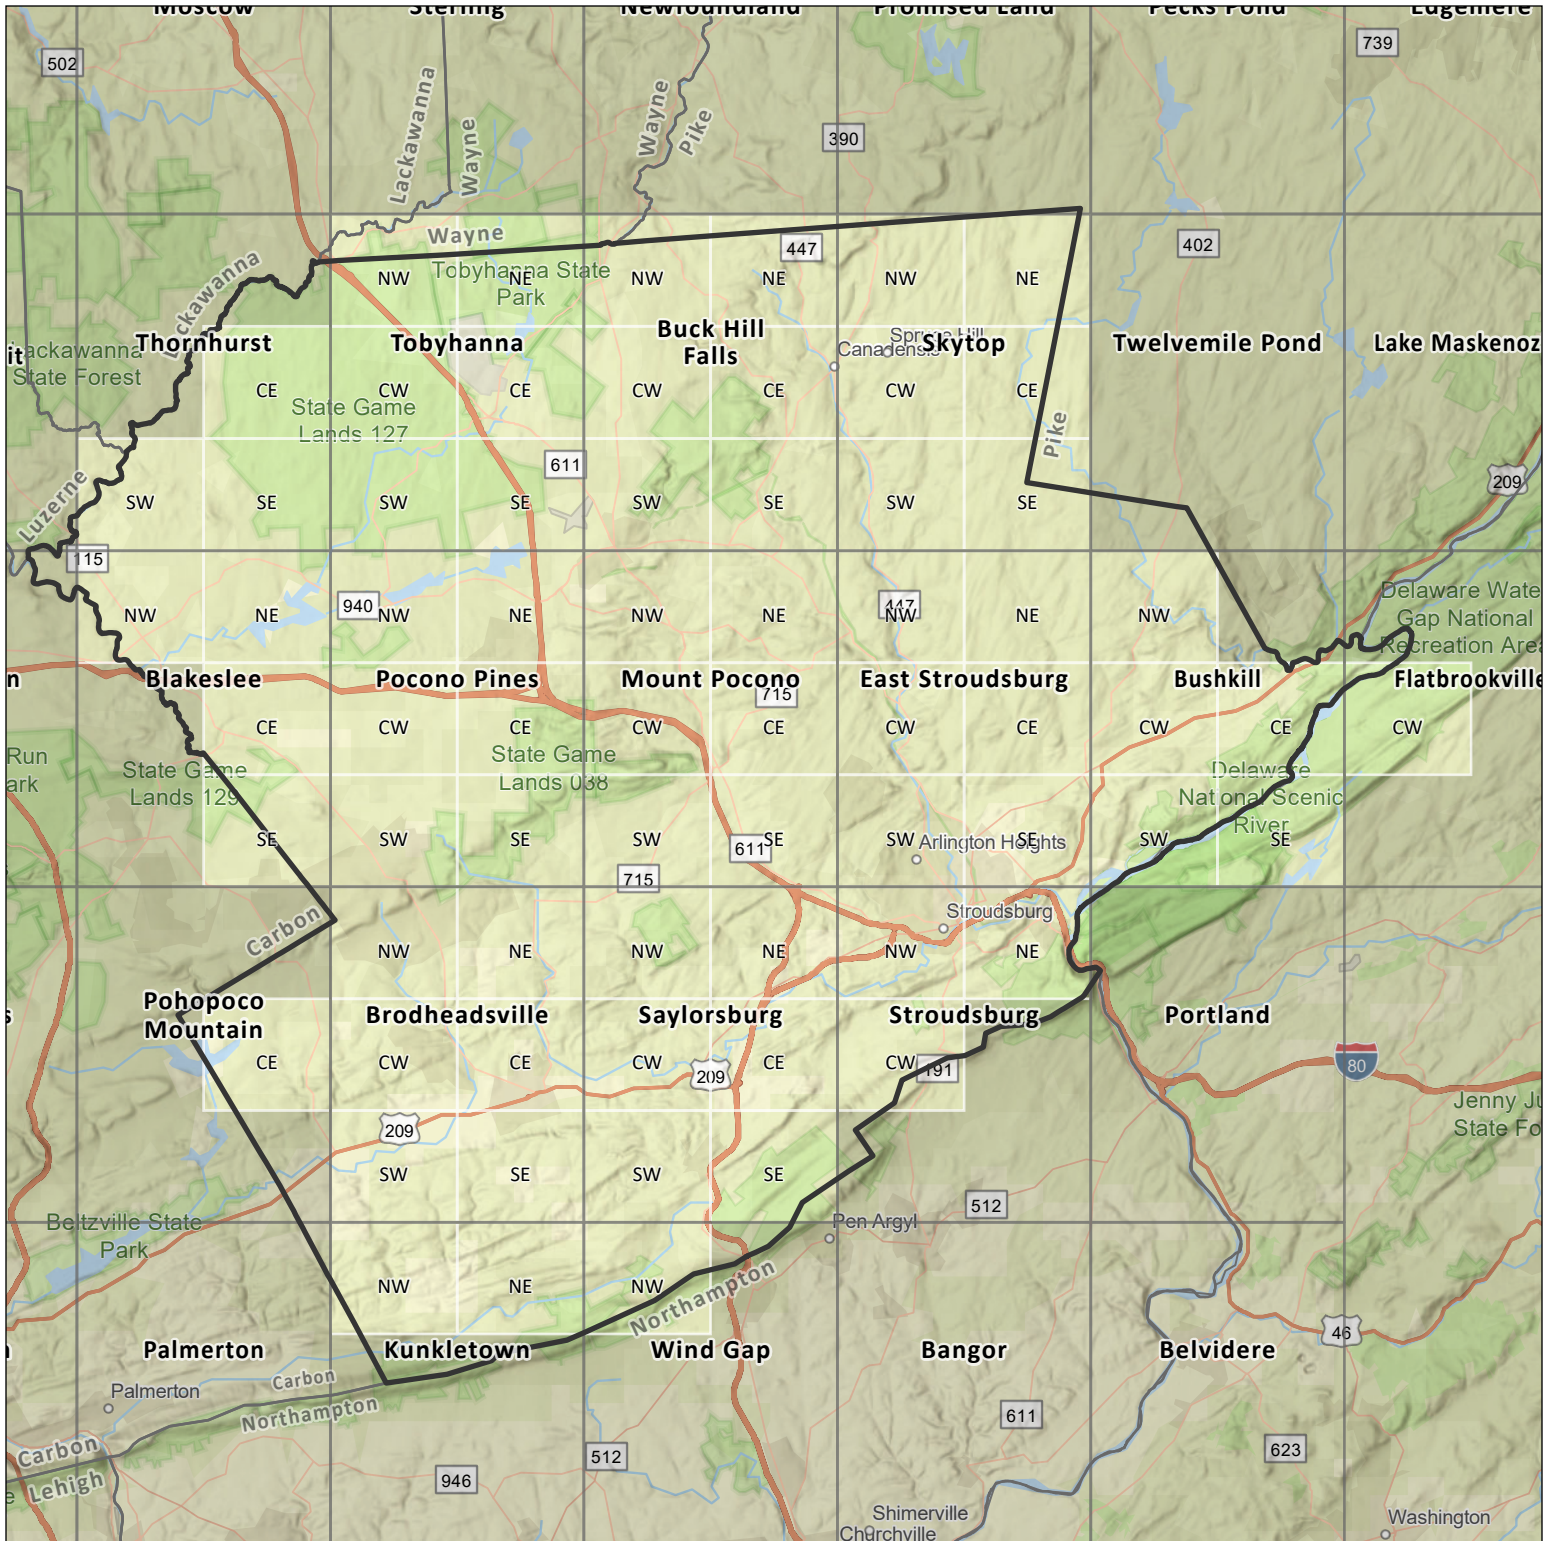 Moscow
Sterling
Newfoundland
Promised Land
Pecks Pond
Edgemere
502
739
390
Lackawanna
Wayne
Wayne
Pike
Wayne
447
402
Lackawanna
NW
NE
NW
NE
NW
NE
Tobyhanna State
Park
Thornhurst
Tobyhanna
Buck Hill
Falls
Spruce Hill
Canadensis
Skytop
Twelvemile Pond
Lake Maskenoz
it
Lackawanna
State Forest
CE
CW
CE
CW
CE
CW
CE
State Game
Lands 127
Pike
611
209
Luzerne
SW
SE
SW
SE
SW
SE
SW
SE
115
940
447
NW
NE
NW
NE
NW
NE
NW
NE
NW
Delaware Wate
Gap National
Recreation Area
n
Blakeslee
Pocono Pines
Mount Pocono
715
East Stroudsburg
Bushkill
Flatbrookville
CE
CW
CE
CW
CE
CW
CE
CW
CE
CW
Run
ark
State Game
Lands 129
State Game
Lands 038
Delaware
National Scenic
River
SE
SW
SE
SW
611
SE
SW
SE
SW
SE
Arlington Heights
715
Carbon
Stroudsburg
NW
NE
NW
NE
NW
NE
s
Pohopoco
Mountain
Brodheadsville
Saylorsburg
Stroudsburg
Portland
CE
CW
CE
CW
209
CE
CW
191
80
Jenny Ju
State Fo
209
SW
SE
SW
SE
512
Beltzville State
Park
Pen Argyl
NW
NE
NW
Northampton
46
Palmerton
Kunkletown
Wind Gap
Bangor
Belvidere
Palmerton
Carbon
Northampton
611
Carbon
Lehigh
946
512
623
e
Shimerville
Churchville
Washington